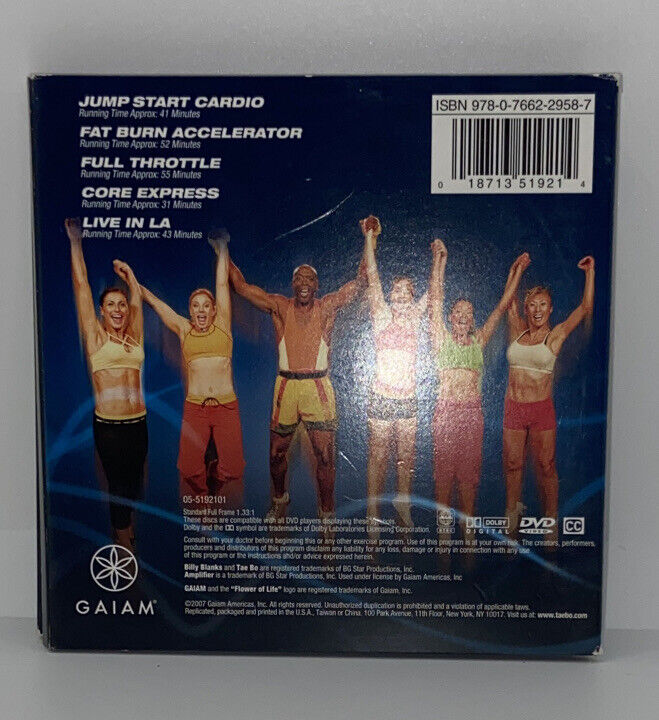 JUMP START CARDIO
Running Time Approx: 41 Minutes
FAT BURN ACCELERATOR
Running Time Approx: 52 Minutes
FULL THROTTLE
Running Time Approx: 55 Minutes
CORE EXPRESS
Running Time Approx: 31 Minutes
LIVE IN LA
Running Time Approx: 43 Minutes
ISBN 978-0-7662-2958-7
0 18713 51921 4
05-5192101
Standard Full Frame 1.33:1
These discs are compatible with all DVD players displaying these symbols.
Dolby and the DD symbol are trademarks of Dolby Laboratories Licensing Corporation.
DOLBY
DIGITAL
DVD
VIDEO
CC
Consult with your doctor before beginning this or any other exercise program. Use of this program is at your own risk. The creators, performers,
producers and distributors of this program disclaim any liability for any loss, damage or injury in connection with any use
of this program or the instructions and/or advice expressed herein.
Billy Blanks and Tae Bo are registered trademarks of BG Star Productions, Inc.
Amplifier is a trademark of BG Star Productions, Inc. Used under license by Gaiam Americas, Inc
GAIAM and the "Flower of Life" logo are registered trademarks of Gaiam, Inc.
©2007 Gaiam Americas, Inc. All rights reserved. Unauthorized duplication is prohibited and a violation of applicable laws.
Replicated, packaged and printed in the U.S.A., Taiwan or China. 100 Park Avenue, 11th Floor, New York, NY 10017. Visit us at: www.taebo.com
GAIAM®